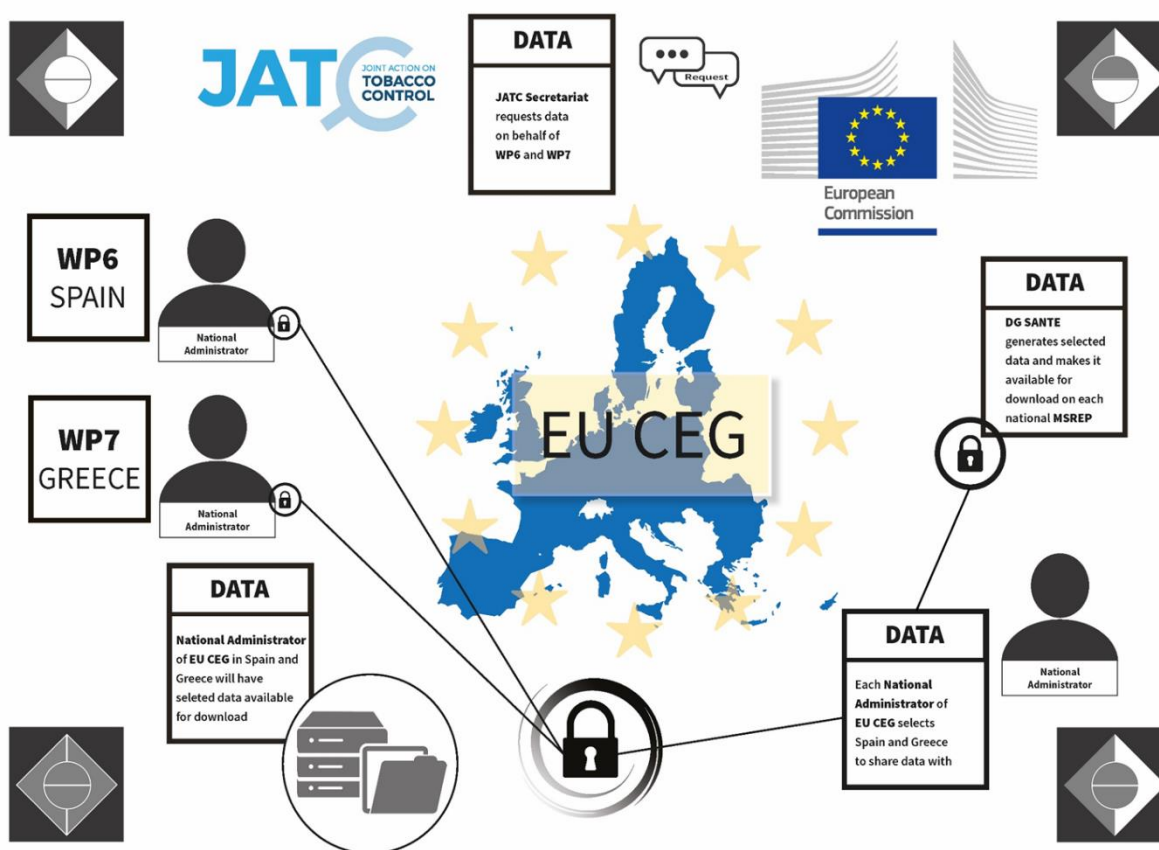 JATC
JOINT ACTION ON
TOBACCO
CONTROL
DATA
JATC Secretariat
requests data
on behalf of
WP6 and WP7
Request
European
Commission
WP6
SPAIN
National
Administrator
WP7
GREECE
National
Administrator
EU CEG
DATA
DG SANTE
generates selected
data and makes it
available for
download on each
national MSREP
DATA
National Administrator
of EU CEG in Spain and
Greece will have
seleted data available
for download
DATA
Each National
Administrator of
EU CEG selects
Spain and Greece
to share data with
National
Administrator